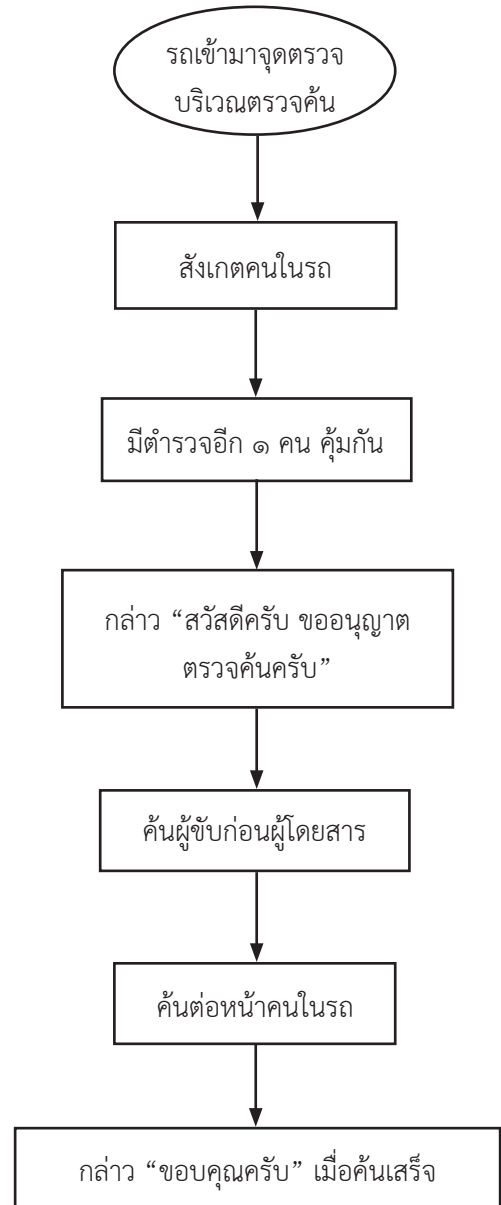 รถเข้ามาจุดตรวจ
บริเวณตรวจค้น
สังเกตคนในรถ
มีตำรวจอีก ๑ คน คุ้มกัน
กล่าว “สวัสดีครับ ขออนุญาต
ตรวจค้นครับ”
ค้นผู้ขับก่อนผู้โดยสาร
ค้นต่อหน้าคนในรถ
กล่าว “ขอบคุณครับ” เมื่อค้นเสร็จ